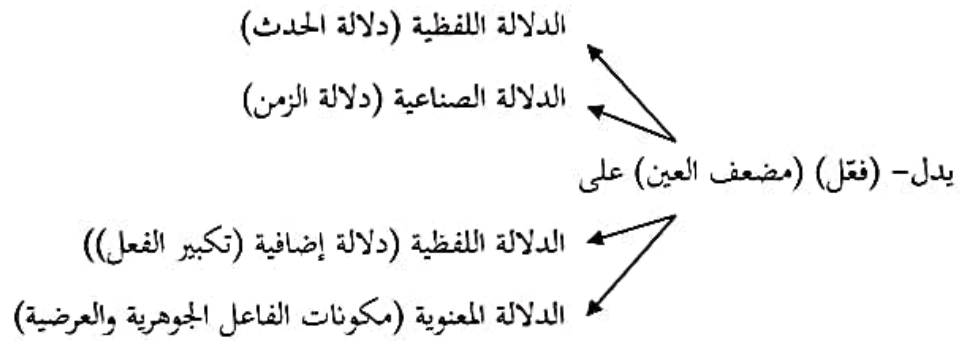 الدلالة اللفظية (دلالة الحدث)
الدلالة الصناعية (دلالة الزمن)
يدل- (فعّل) (مضعف العين) على
الدلالة اللفظية (دلالة إضافية (تكبير الفعل))
الدلالة المعنوية (مكونات الفاعل الجوهرية والعرضية)